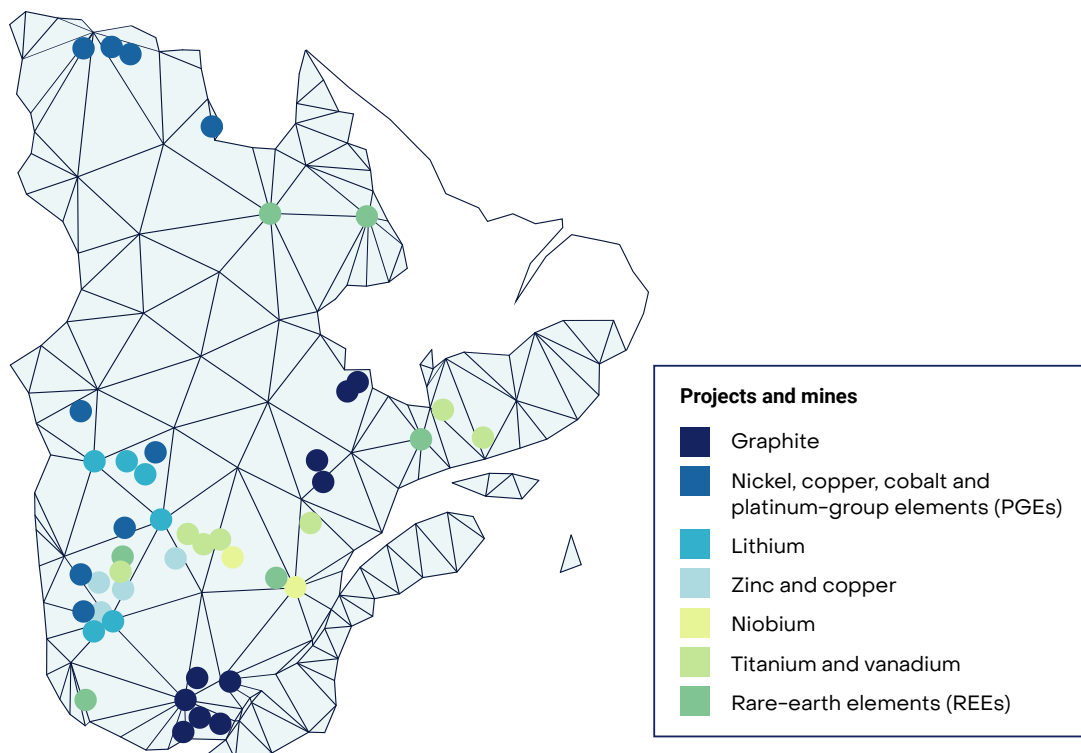 Projects and mines
Graphite
Nickel, copper, cobalt and
platinum-group elements (PGEs)
Lithium
Zinc and copper
Niobium
Titanium and vanadium
Rare-earth elements (REEs)